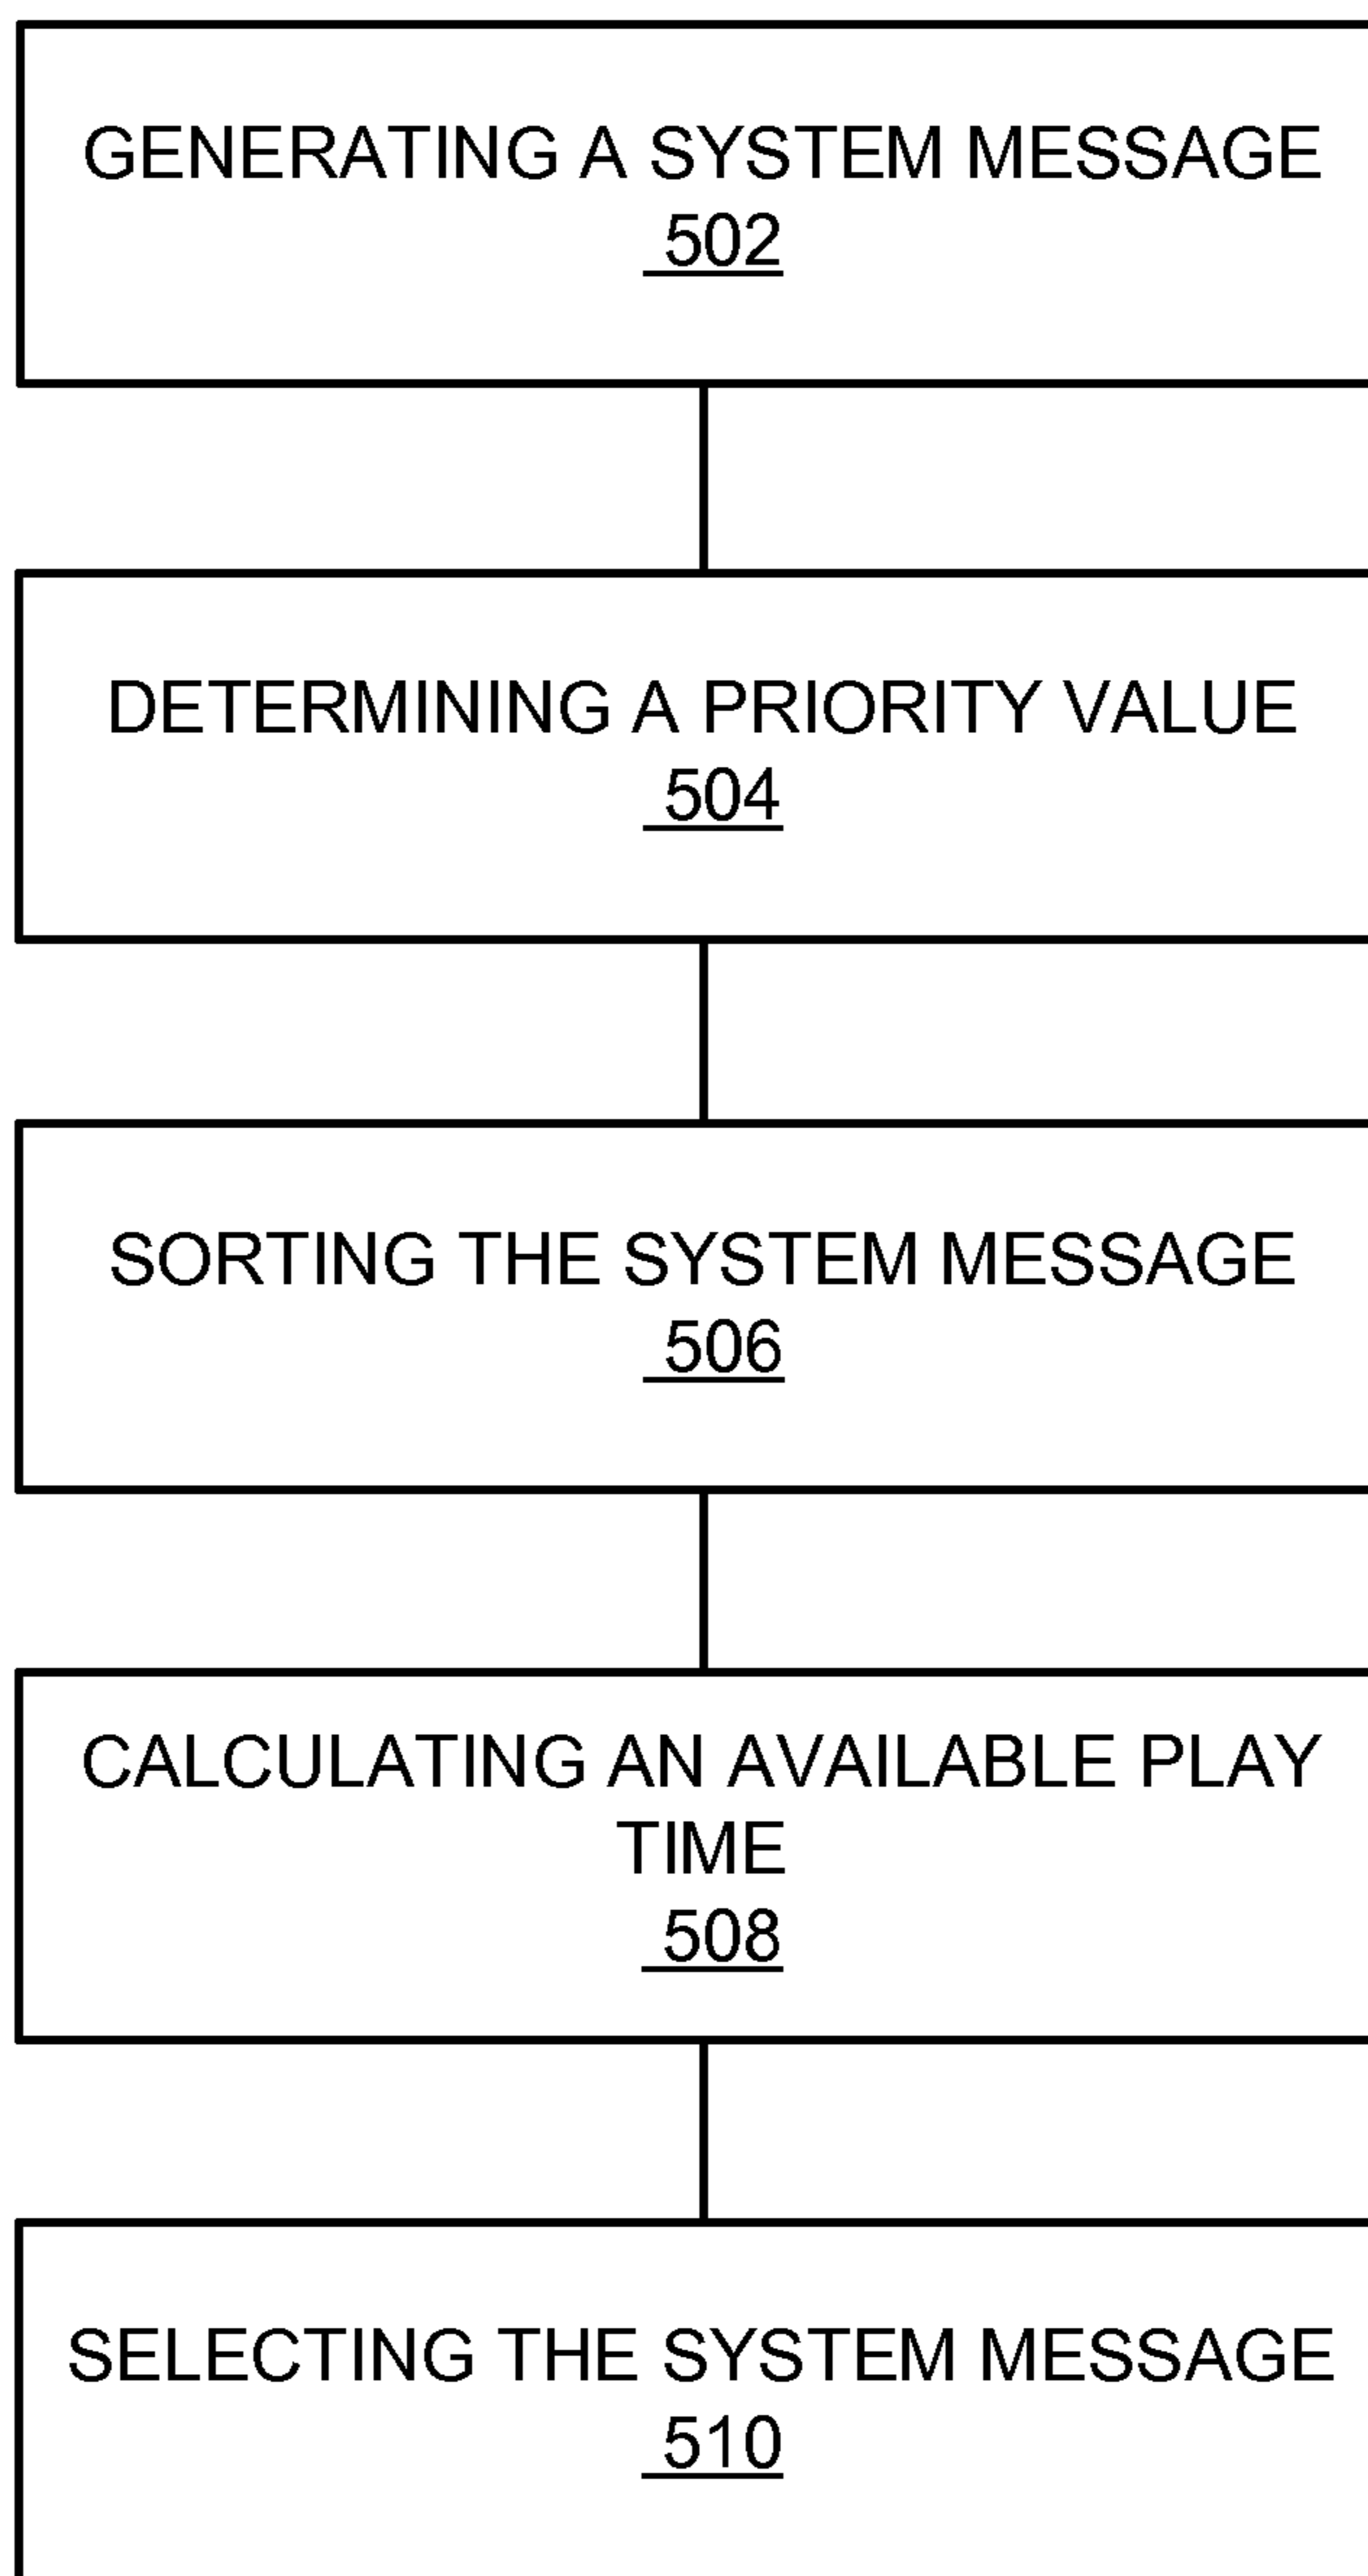 GENERATING A SYSTEM MESSAGE
502
DETERMINING A PRIORITY VALUE
504
SORTING THE SYSTEM MESSAGE
506
CALCULATING AN AVAILABLE PLAY
TIME
508
SELECTING THE SYSTEM MESSAGE
510